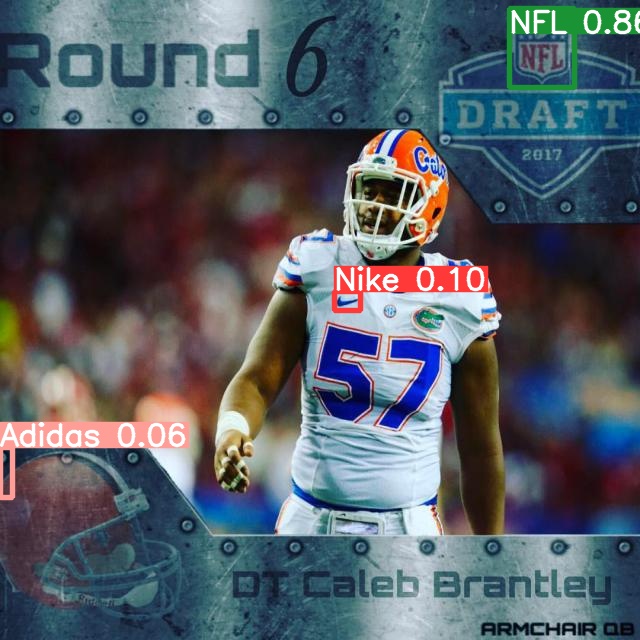 Round 6
NFL 0.86
NFL
DRAFT
2017
Gators
Nike 0.10
57
Adidas 0.06
Riddell
DT Caleb Brantley
ARMCHAIR QB